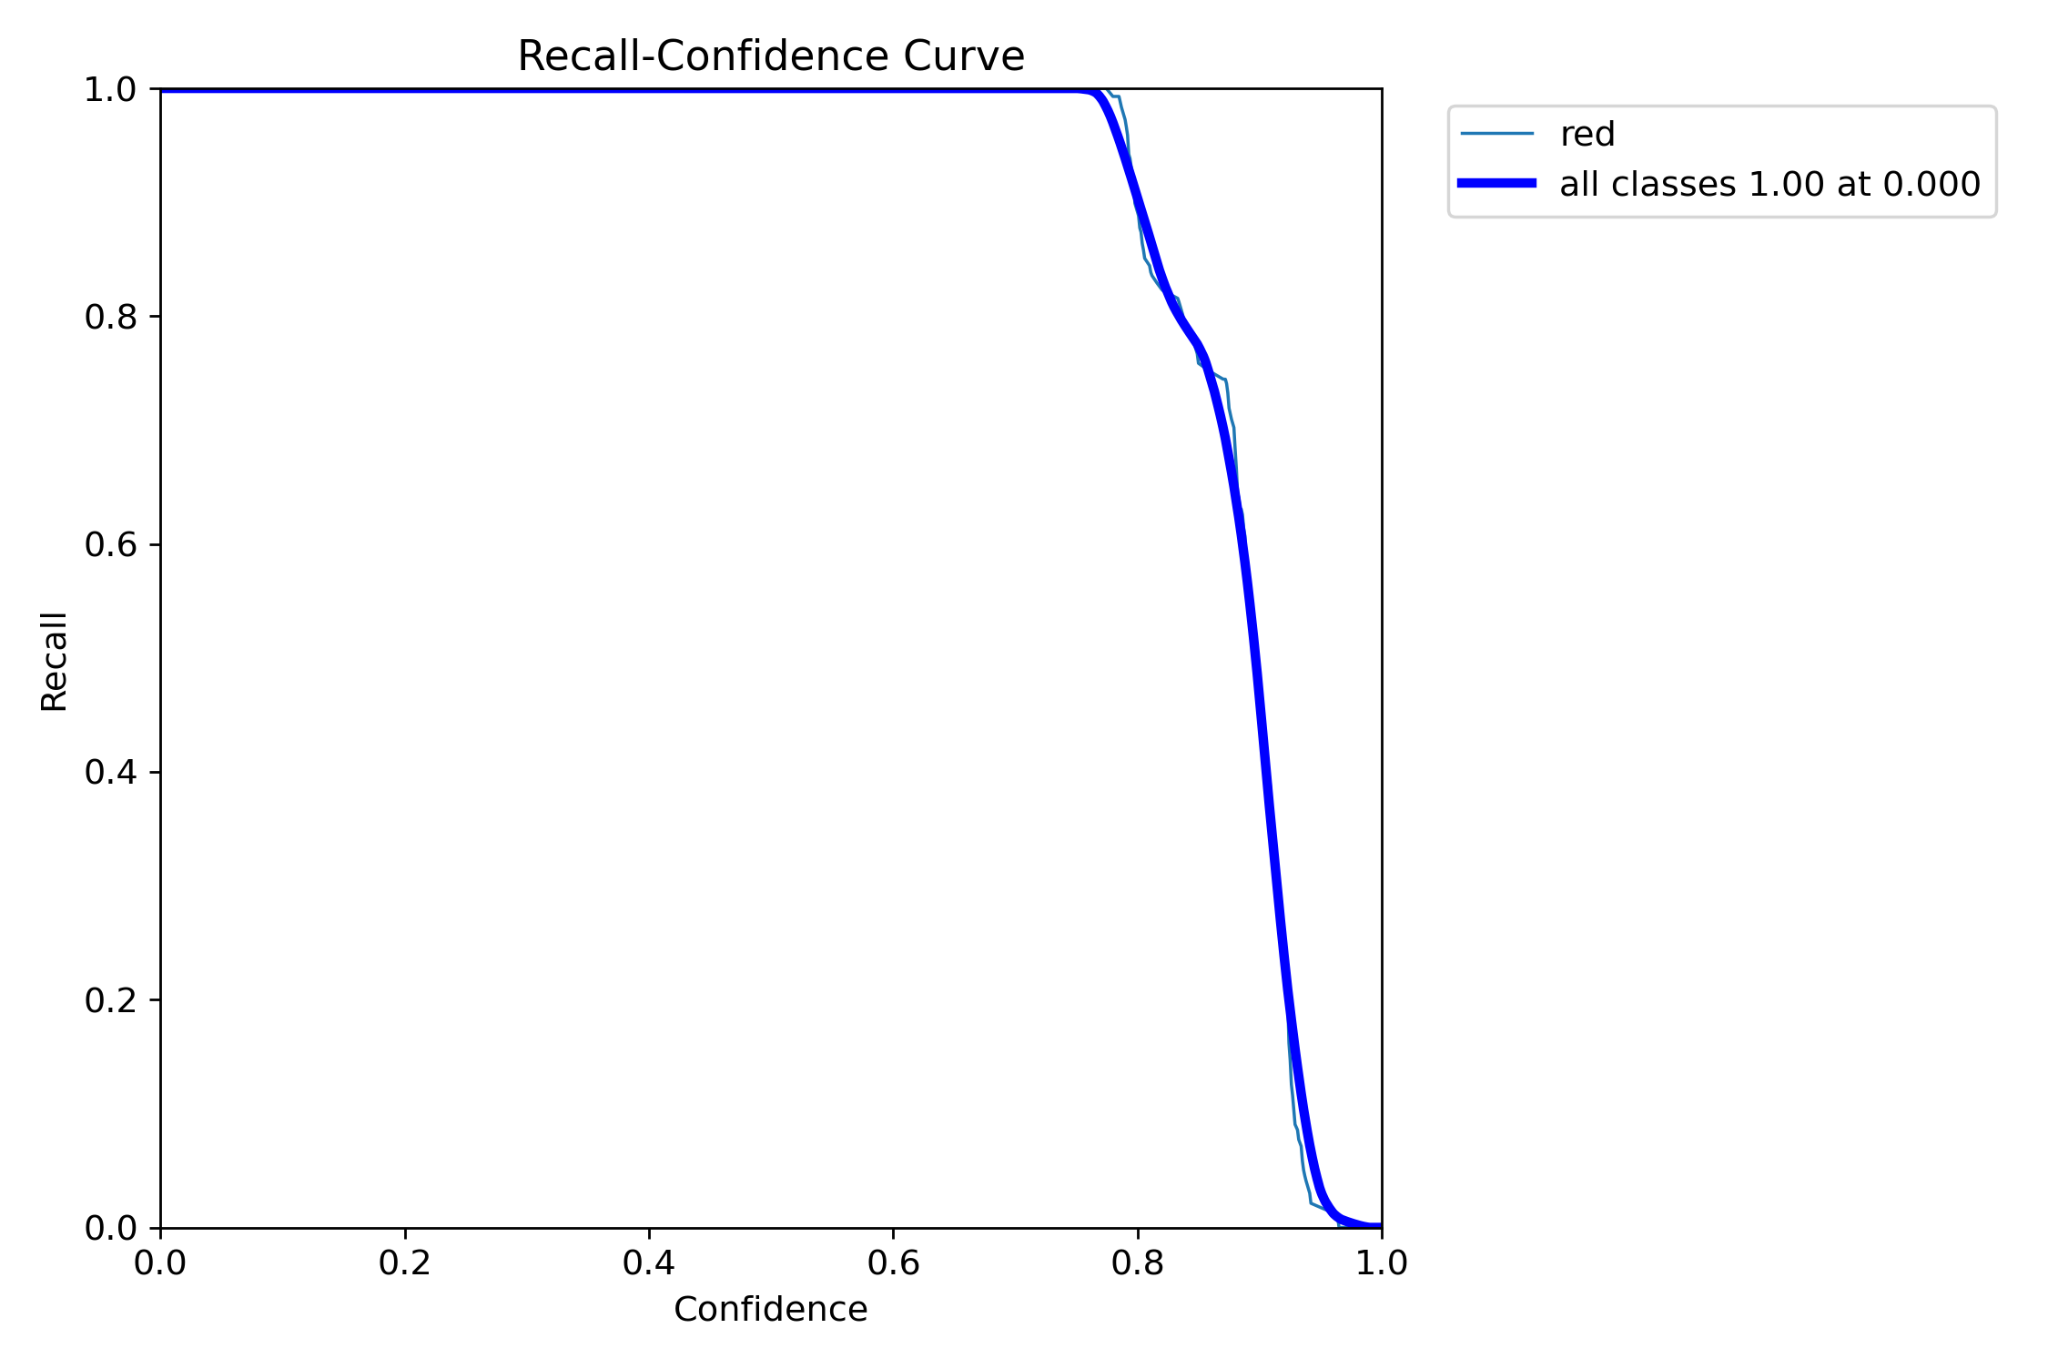 Recall-Confidence Curve
1.0
0.8
0.6
0.4
0.2
0.0
Recall
0.0 0.2 0.4 0.6 0.8 1.0
Confidence
red
all classes 1.00 at 0.000